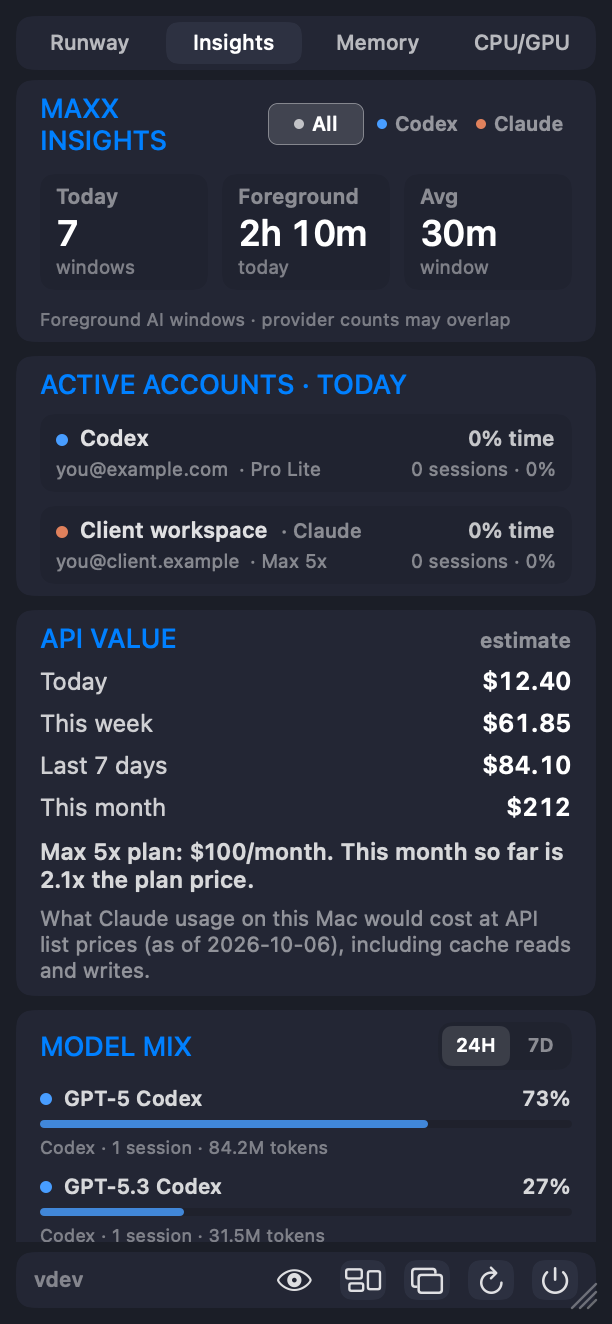 Runway Insights Memory CPU/GPU
MAXX
INSIGHTS
All Codex Claude
Today Foreground Avg
7 2h 10m 30m
windows today window
Foreground AI windows · provider counts may overlap
ACTIVE ACCOUNTS · TODAY
Codex 0% time
you@example.com · Pro Lite 0 sessions · 0%
Client workspace · Claude 0% time
you@client.example · Max 5x 0 sessions · 0%
API VALUE estimate
Today $12.40
This week $61.85
Last 7 days $84.10
This month $212
Max 5x plan: $100/month. This month so far is
2.1x the plan price.
What Claude usage on this Mac would cost at API
list prices (as of 2026-10-06), including cache reads
and writes.
MODEL MIX 24H 7D
GPT-5 Codex 73%
Codex · 1 session · 84.2M tokens
GPT-5.3 Codex 27%
Codex · 1 session · 31.5M tokens
vdev